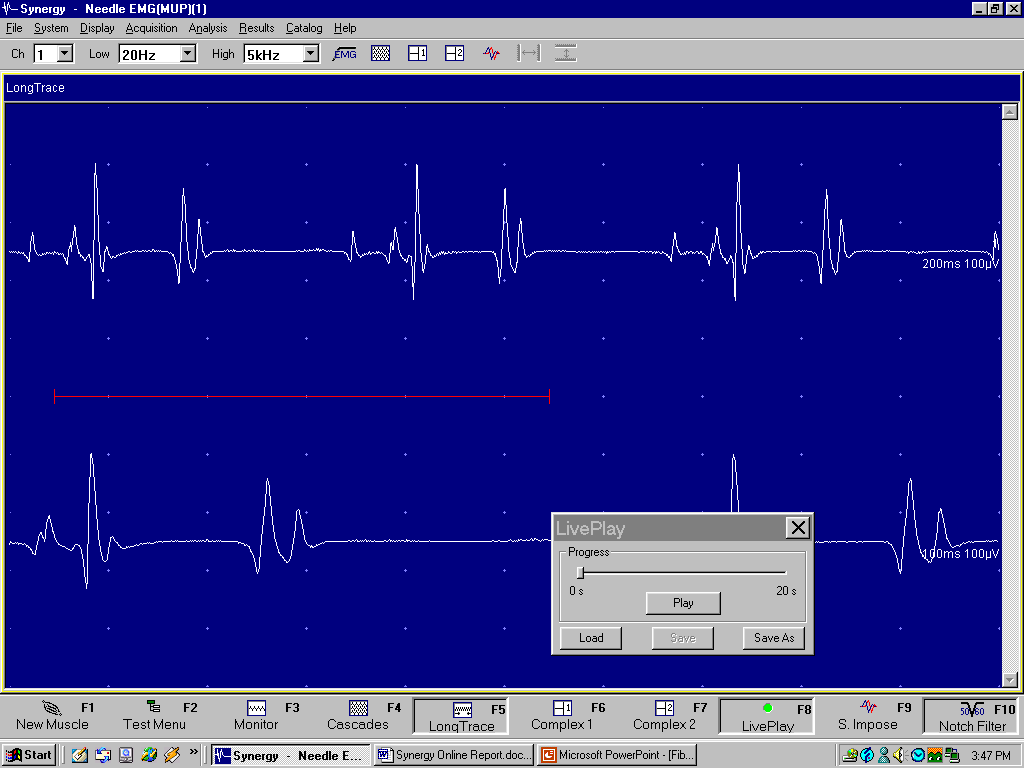 Synergy - Needle EMG(MUP)(1)
File System Display Acquisition Analysis Results Catalog Help
Ch 1 Low 20Hz High 5kHz EMG 1 2
LongTrace
200ms 100µV
100ms 100µV
LivePlay
Progress
0 s 20 s
Play
Load Save Save As
F1 F2 F3 F4 F5 F6 F7 F8 F9 F10
New Muscle Test Menu Monitor Cascades LongTrace Complex 1 Complex 2 LivePlay S. Impose Notch Filter
Start Synergy - Needle E... Synergy Online Report.doc... Microsoft PowerPoint - [Fib... 3:47 PM